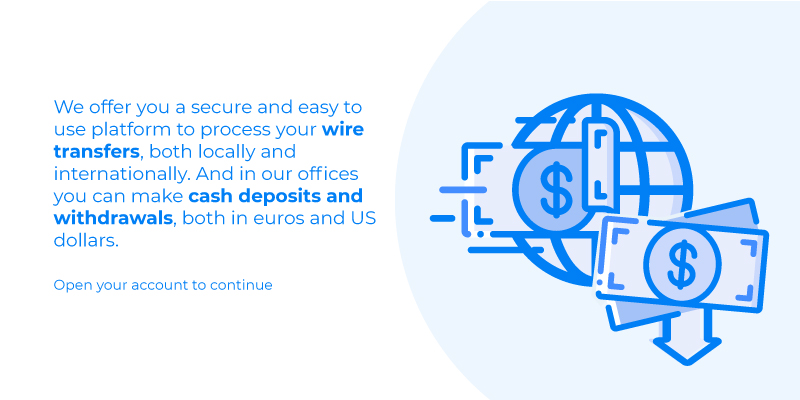 We offer you a secure and easy to
use platform to process your wire
transfers, both locally and
internationally. And in our offices
you can make cash deposits and
withdrawals, both in euros and US
dollars.
Open your account to continue
$
$